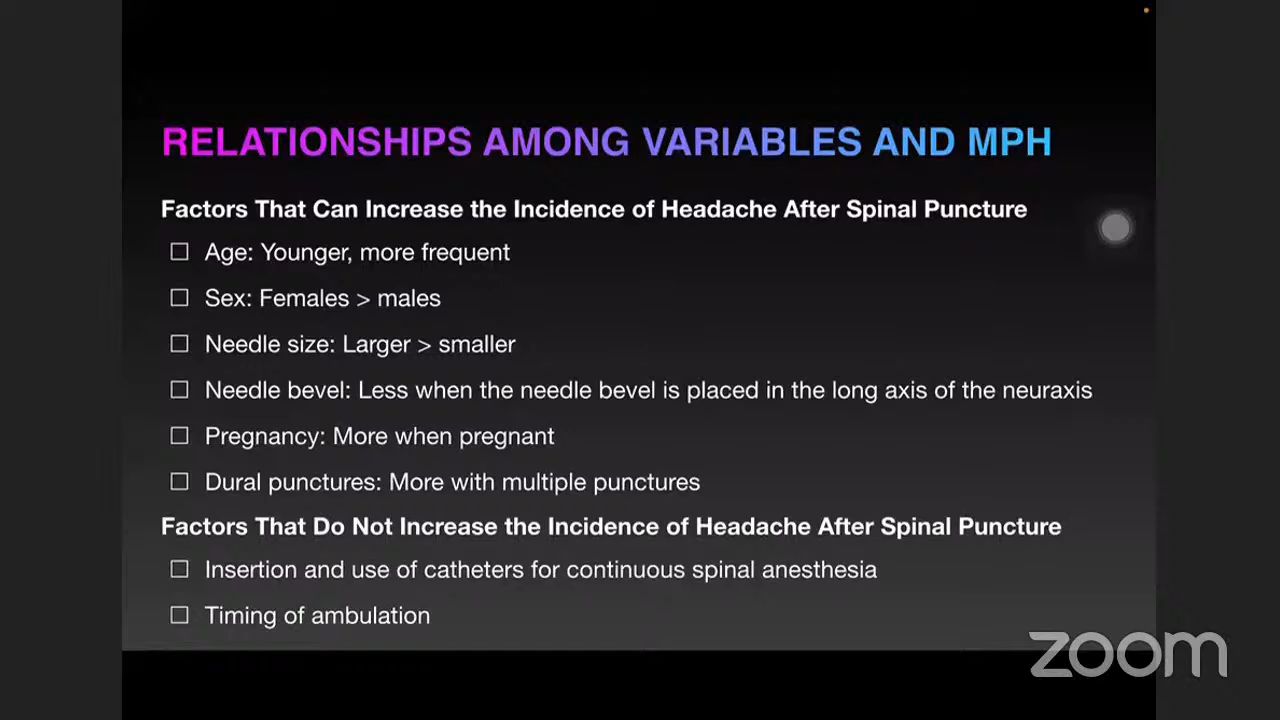 RELATIONSHIPS AMONG VARIABLES AND MPH
Factors That Can Increase the Incidence of Headache After Spinal Puncture
Age: Younger, more frequent
Sex: Females > males
Needle size: Larger > smaller
Needle bevel: Less when the needle bevel is placed in the long axis of the neuraxis
Pregnancy: More when pregnant
Dural punctures: More with multiple punctures
Factors That Do Not Increase the Incidence of Headache After Spinal Puncture
Insertion and use of catheters for continuous spinal anesthesia
Timing of ambulation
zoom